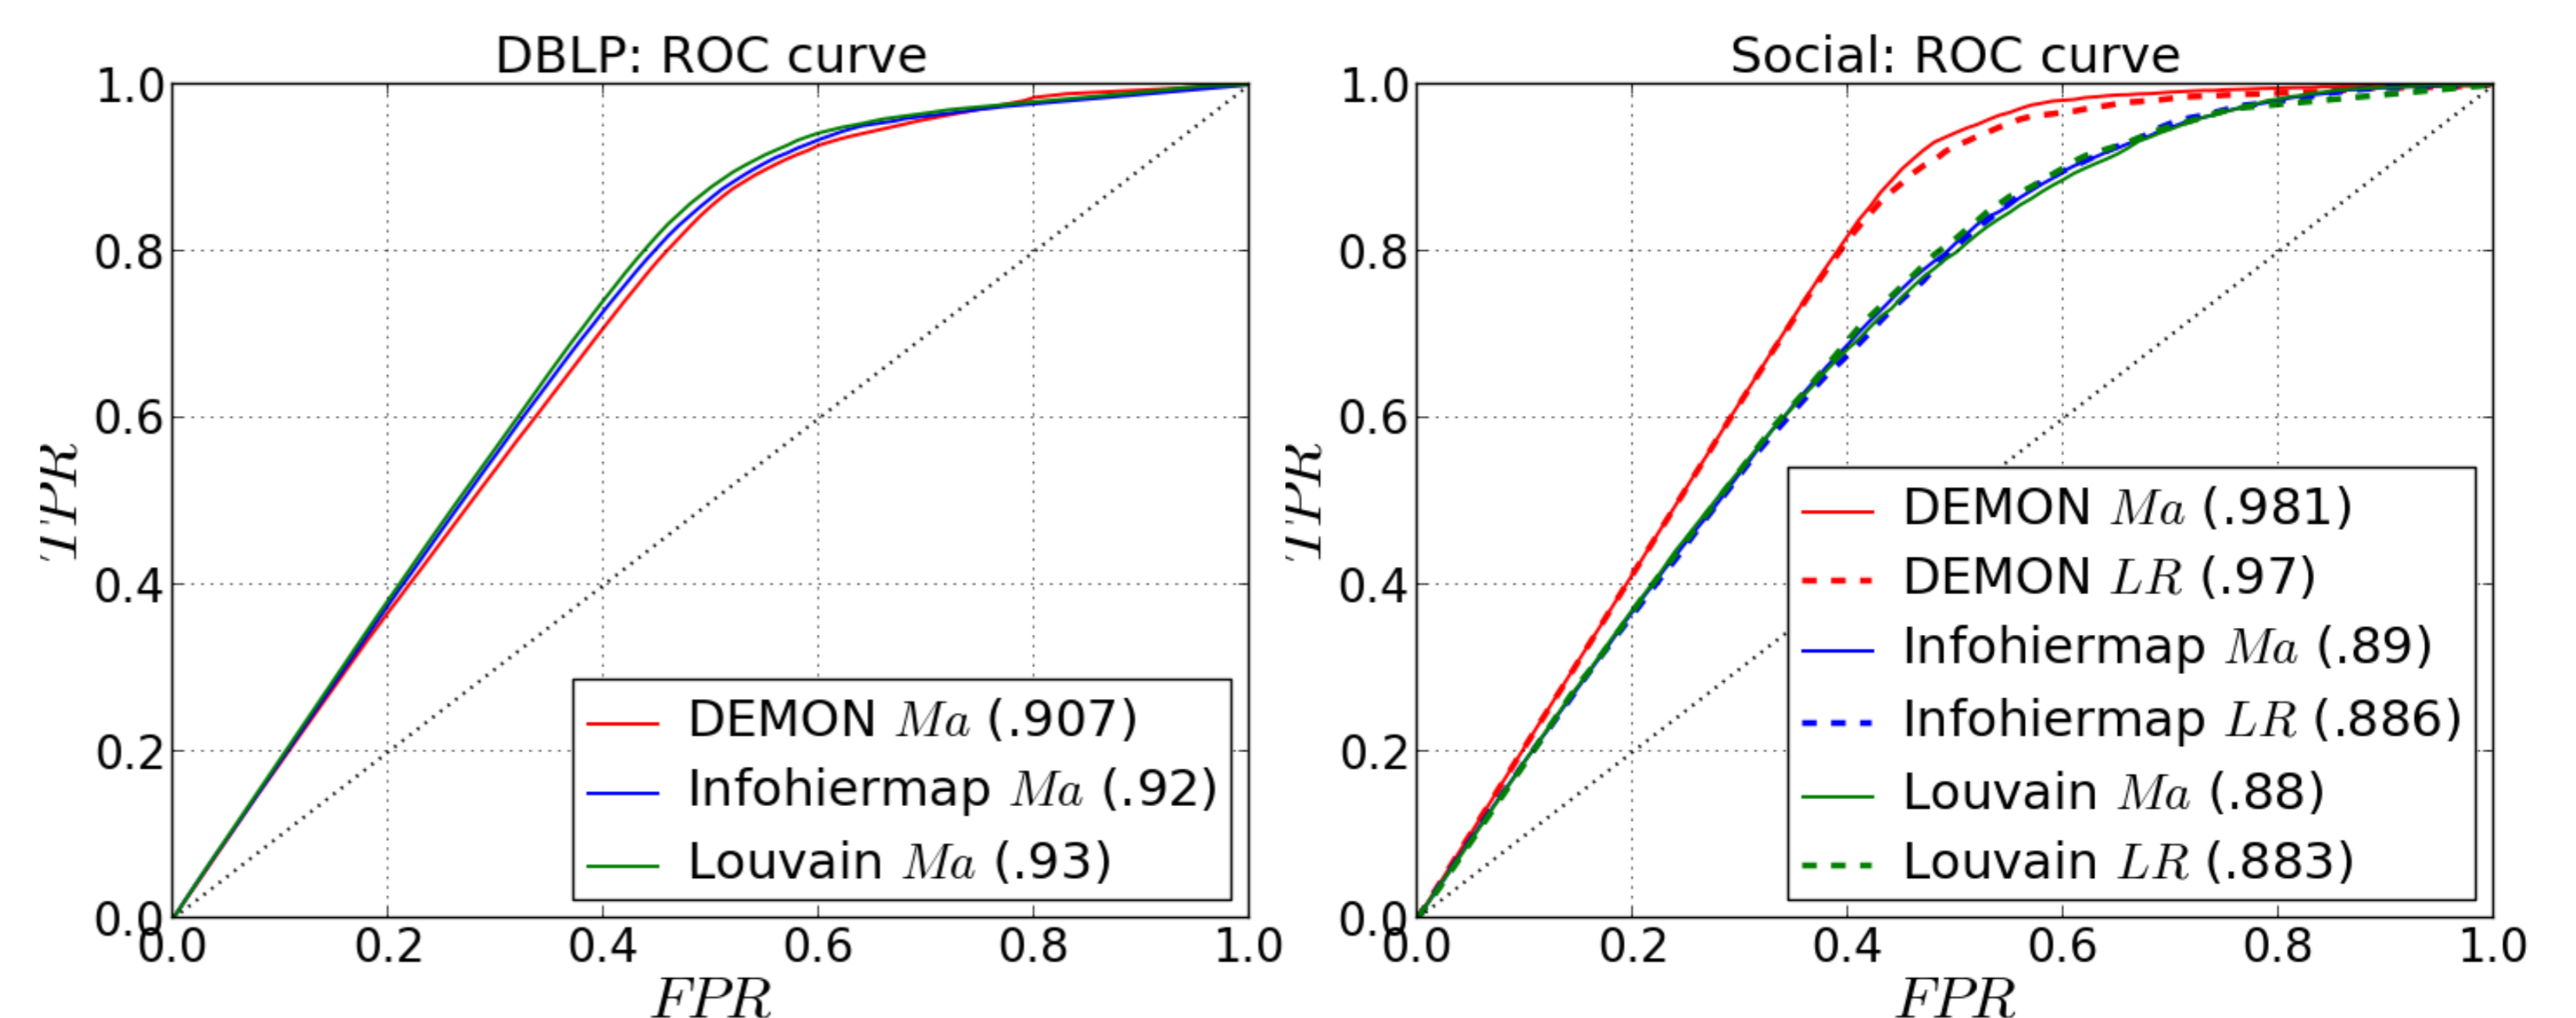 DBLP: ROC curve
1.0
0.8
0.6
0.4
0.2
0.0
TPR
DEMON Ma (.907)
Infohiermap Ma (.92)
Louvain Ma (.93)
0.0 0.2 0.4 0.6 0.8 1.0
FPR
Social: ROC curve
1.0
0.8
0.6
0.4
0.2
0.0
TPR
DEMON Ma (.981)
DEMON LR (.97)
Infohiermap Ma (.89)
Infohiermap LR (.886)
Louvain Ma (.88)
Louvain LR (.883)
0.0 0.2 0.4 0.6 0.8 1.0
FPR